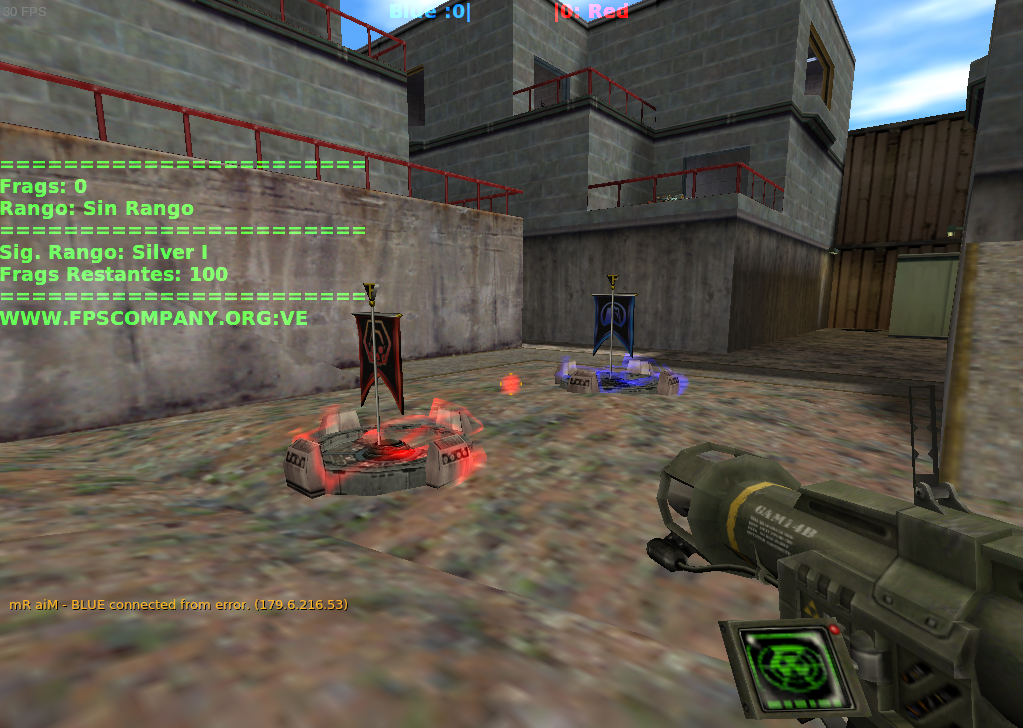 30 FPS
Blue :0| |0: Red
=======================
Frags: 0
Rango: Sin Rango
=======================
Sig. Rango: Silver I
Frags Restantes: 100
=======================
WWW.FPSCOMPANY.ORG:VE
mR aiM - BLUE connected from error. (179.6.216.53)